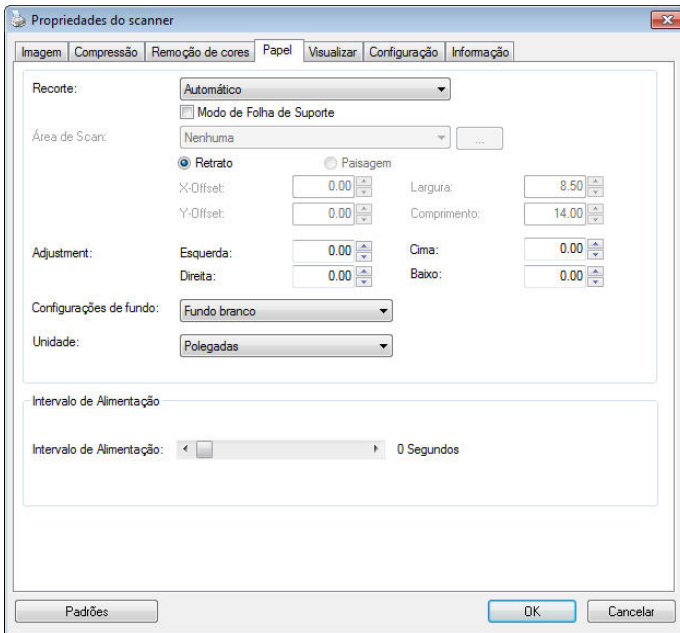 Propriedades do scanner
Imagem Compressão Remoção de cores Papel Visualizar Configuração Informação
Recorte: Automático
Modo de Folha de Suporte
Área de Scan: Nenhuma ...
Retrato Paisagem
X-Offset: 0.00 Largura: 8.50
Y-Offset: 0.00 Comprimento: 14.00
Adjustment: Esquerda: 0.00 Cima: 0.00
Direita: 0.00 Baixo: 0.00
Configurações de fundo: Fundo branco
Unidade: Polegadas
Intervalo de Alimentação
Intervalo de Alimentação: 0 Segundos
Padrões OK Cancelar